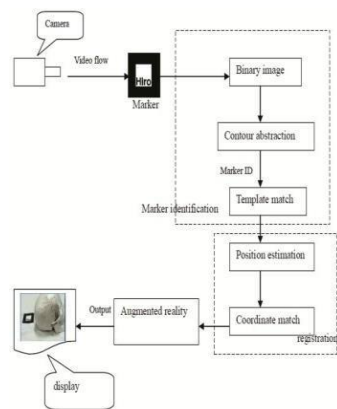 Camera
Video flow
Hiro
Marker
Binary image
Contour abstraction
Marker ID
Template match
Marker identification
Position estimation
Coordinate match
registration
Augmented reality
Output
display